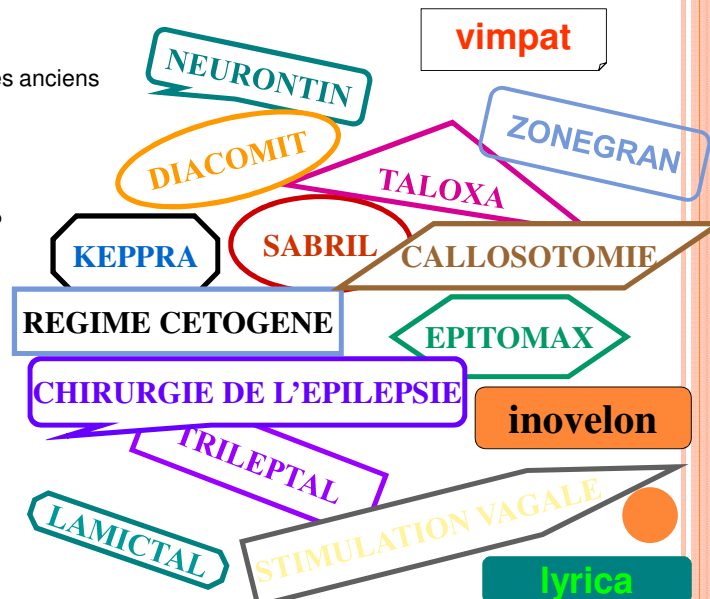 vimpat
es anciens
NEURONTIN
ZONEGRAN
DIACOMIT
TALOXA
KEPPRA
SABRIL
CALLOSOTOMIE
REGIME CETOGENE
EPITOMAX
CHIRURGIE DE L’EPILEPSIE
inovelon
TRILEPTAL
LAMICTAL
STIMULATION VAGALE
lyrica